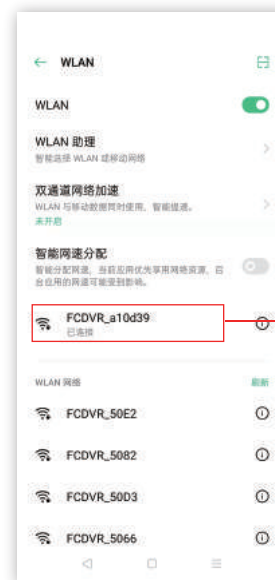 WLAN
WLAN
WLAN 助理
智能选择 WLAN 或移动网络
双通道网络加速
WLAN 与移动数据同时使用，智能提速。
未开启
智能网速分配
智能分配网速，当前应用优先享用网络资源，后
台应用的网速可能受到影响。
FCDVR_a10d39
已连接
WLAN 网络
刷新
FCDVR_50E2
FCDVR_5082
FCDVR_50D3
FCDVR_5066